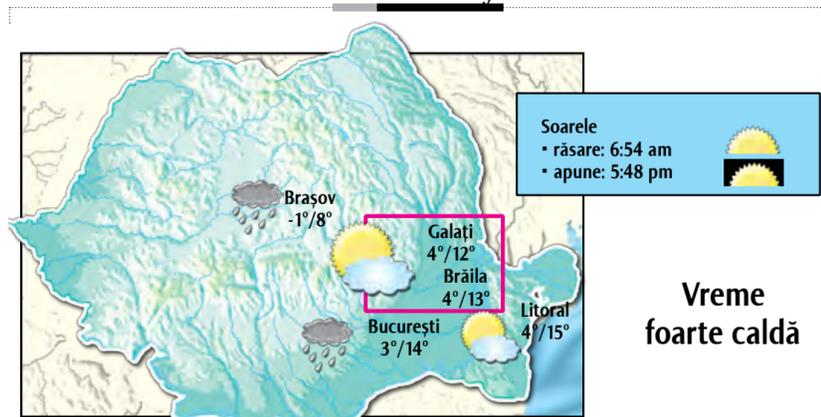 Soarele
▪ răsare: 6:54 am
▪ apune: 5:48 pm
Brașov
-1°/8°
Galați
4°/12°
Brăila
4°/13°
Litoral
4°/15°
București
3°/14°
Vreme
foarte caldă